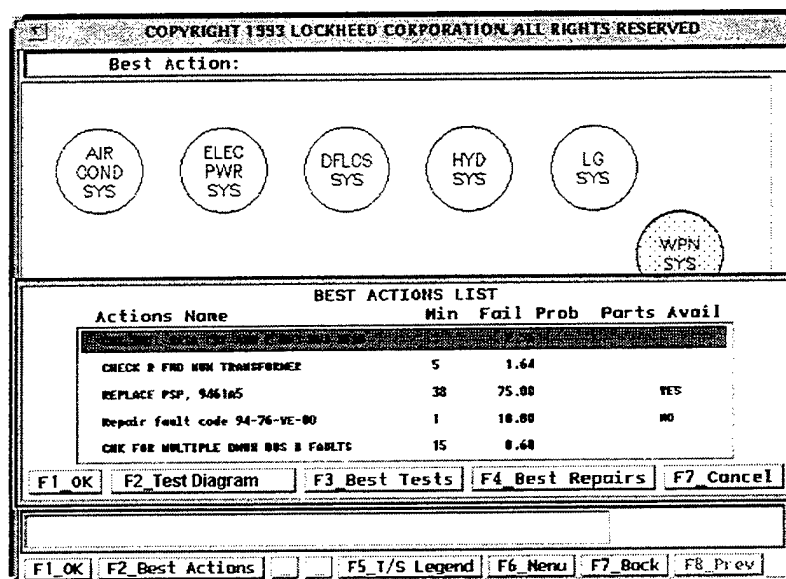 COPYRIGHT 1993 LOCKHEED CORPORATION. ALL RIGHTS RESERVED
Best Action:
AIR COND SYS
ELEC PWR SYS
DFLCS SYS
HYD SYS
LG SYS
WPN SYS
BEST ACTIONS LIST
Actions Name Min Fail Prob Parts Avail
CHECK R FWD MWW TRANSFORMER 5 1.64
REPLACE PSP, 9461A5 38 75.00 YES
Repair fault code 94-76-VE-00 1 10.00 NO
CHK FOR MULTIPLE DMUX BUS B FAULTS 15 0.60
F1_OK F2_Test Diagram F3_Best Tests F4_Best Repairs F7_Cancel
F1_OK F2_Best Actions F5_T/S Legend F6_Menu F7_Back F8_Prev